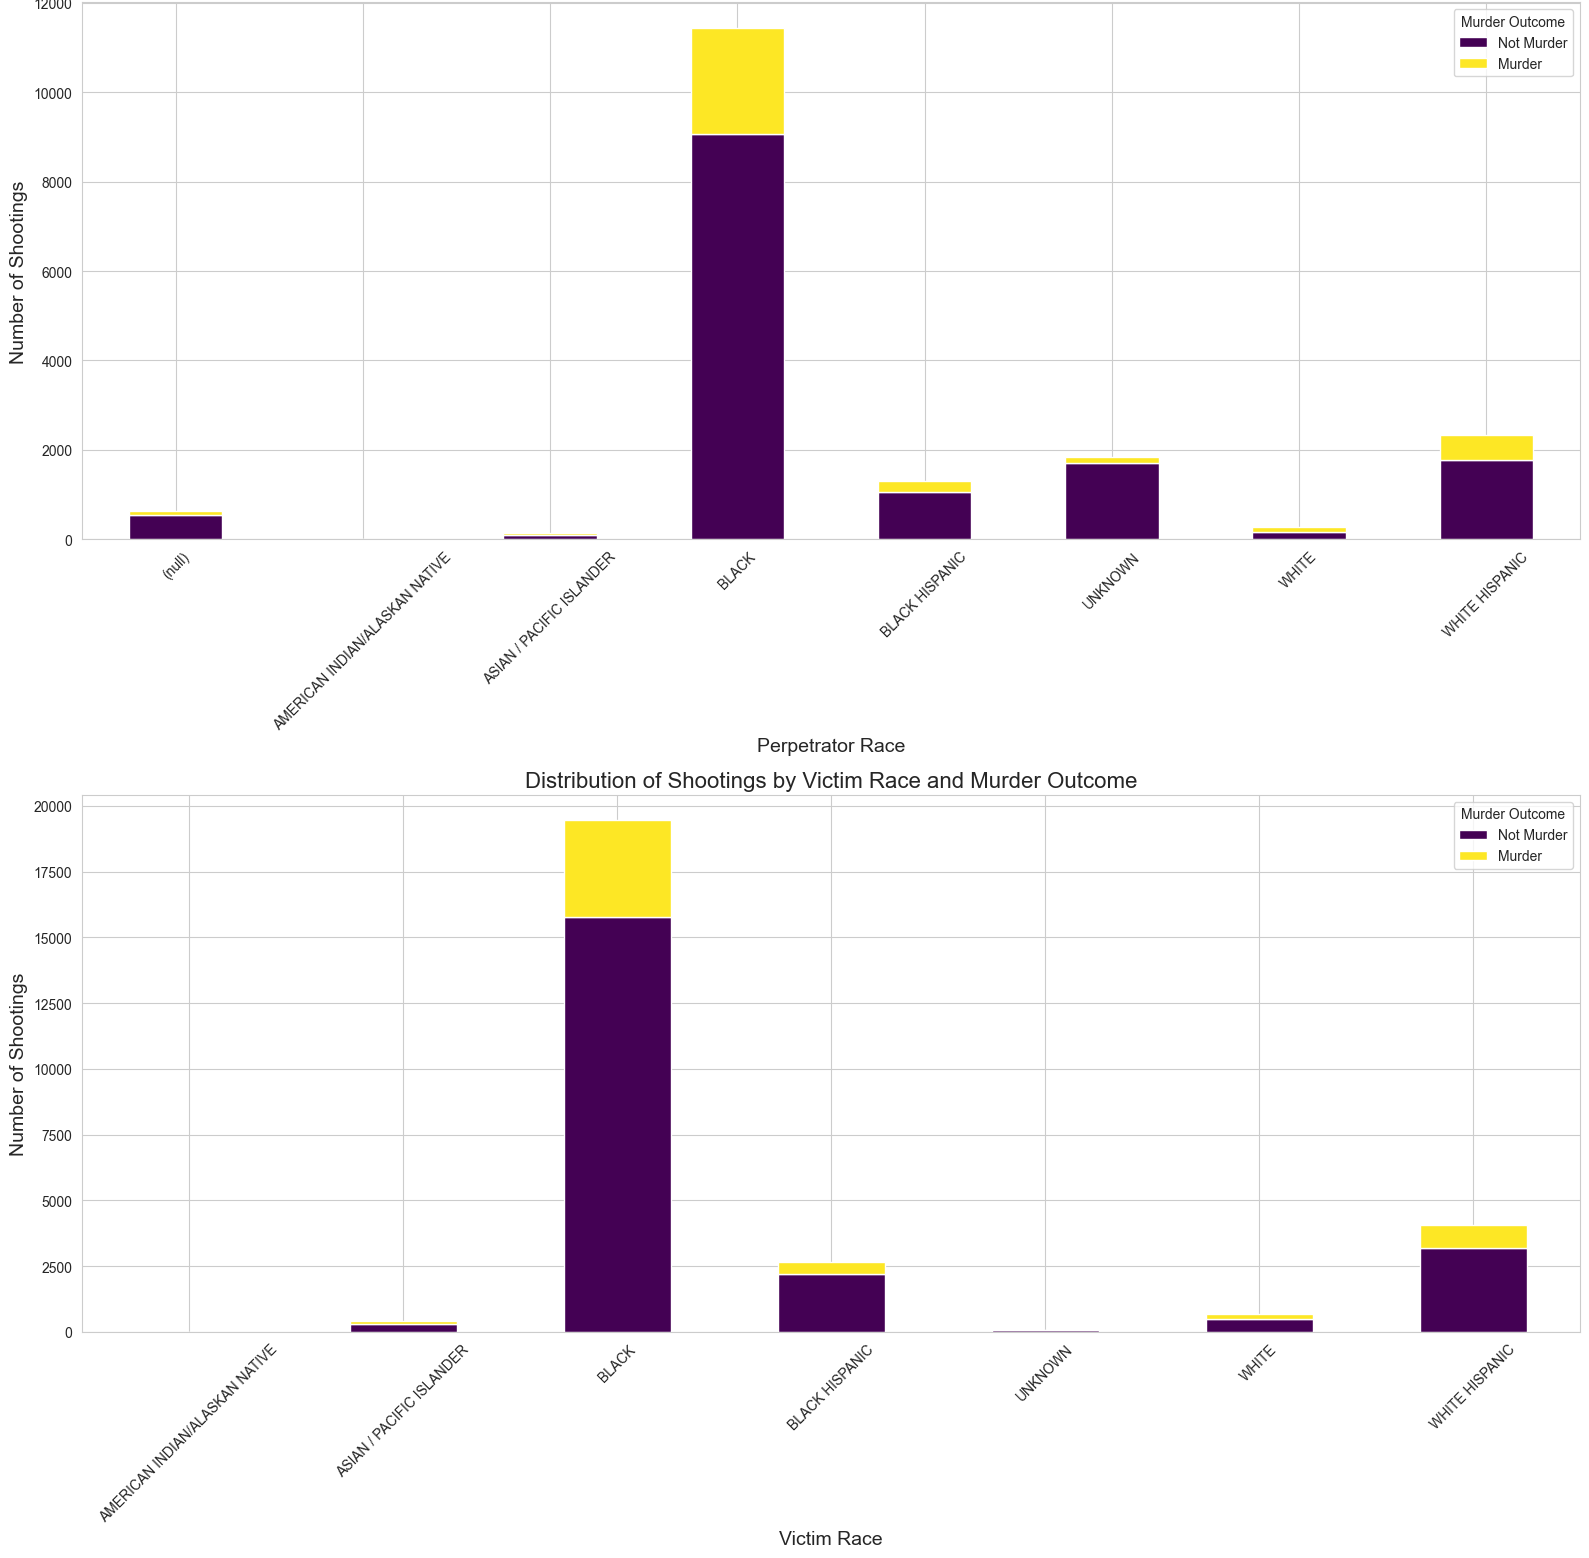 12000
10000
8000
6000
4000
2000
0
Number of Shootings
Murder Outcome
Not Murder
Murder
(null)
AMERICAN INDIAN/ALASKAN NATIVE
ASIAN / PACIFIC ISLANDER
BLACK
BLACK HISPANIC
UNKNOWN
WHITE
WHITE HISPANIC
Perpetrator Race
Distribution of Shootings by Victim Race and Murder Outcome
20000
17500
15000
12500
10000
7500
5000
2500
0
Number of Shootings
Murder Outcome
Not Murder
Murder
AMERICAN INDIAN/ALASKAN NATIVE
ASIAN / PACIFIC ISLANDER
BLACK
BLACK HISPANIC
UNKNOWN
WHITE
WHITE HISPANIC
Victim Race